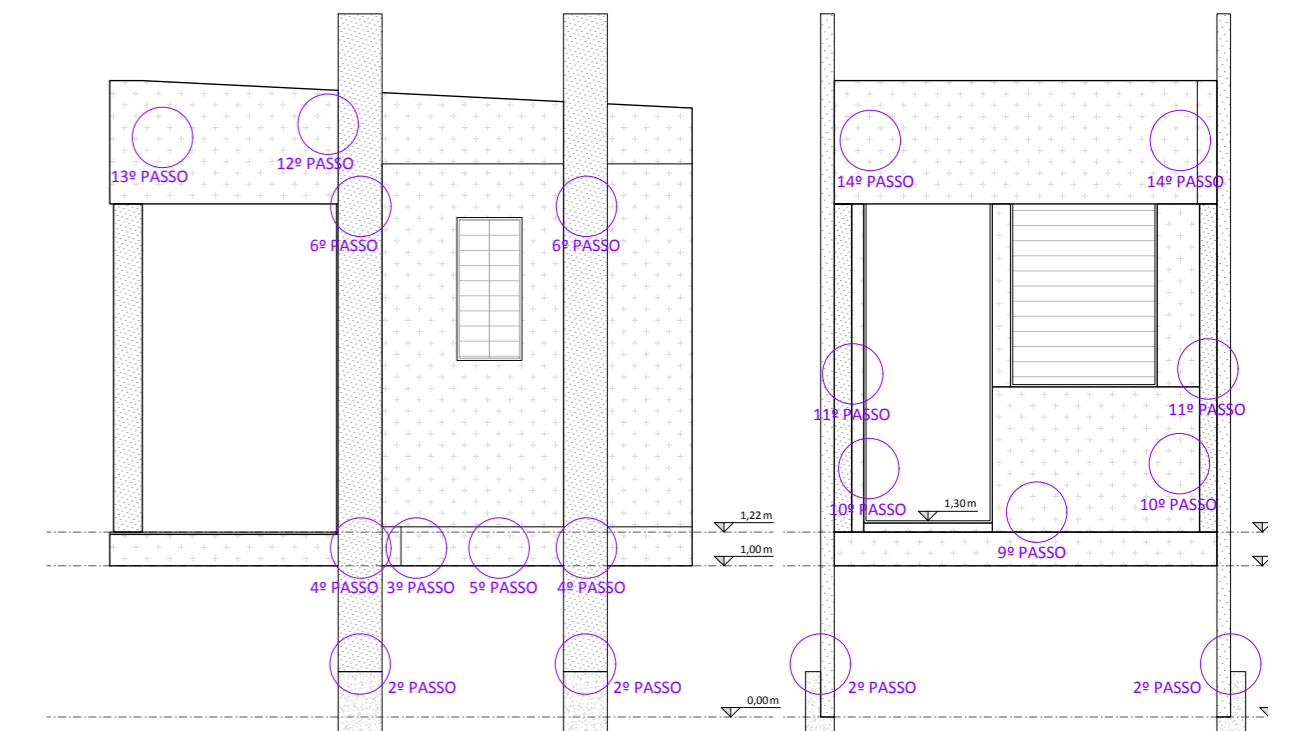 13º PASSO
12º PASSO
14º PASSO
14º PASSO
6º PASSO
6º PASSO
11º PASSO
11º PASSO
10º PASSO
1,30 m
10º PASSO
1,22 m
9º PASSO
1,00 m
4º PASSO
3º PASSO
5º PASSO
4º PASSO
2º PASSO
2º PASSO
2º PASSO
2º PASSO
0,00 m